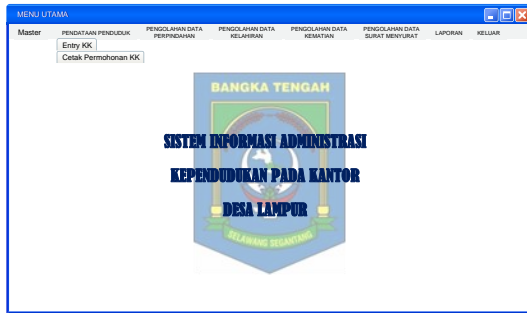 MENU UTAMA
Master PENDATAAN PENDUDUK PENGOLAHAN DATA PERPINDAHAN PENGOLAHAN DATA KELAHIRAN PENGOLAHAN DATA KEMATIAN PENGOLAHAN DATA SURAT MENYURAT LAPORAN KELUAR
Entry KK
Cetak Permohonan KK
BANGKA TENGAH
SISTEM INFORMASI ADMINISTRASI
KEPENDUDUKAN PADA KANTOR
DESA LAMPUR
SELAWANG SEGANTANG